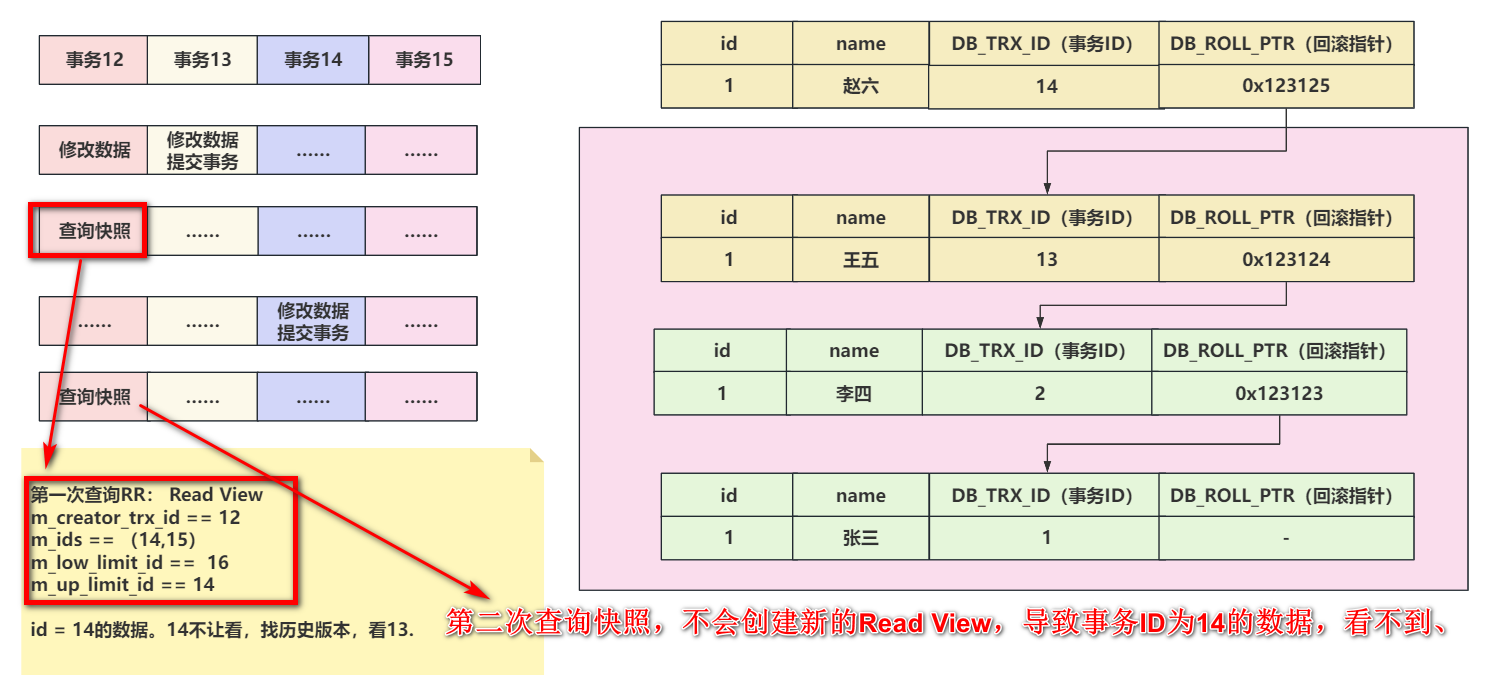 事务12 事务13 事务14 事务15
修改数据 修改数据 …… ……
提交事务
查询快照 …… …… ……
…… …… 修改数据 ……
提交事务
查询快照 …… …… ……
第一次查询RR： Read View
m_creator_trx_id == 12
m_ids == （14,15）
m_low_limit_id == 16
m_up_limit_id == 14
id = 14的数据。14不让看，找历史版本，看13.
id name DB_TRX_ID（事务ID） DB_ROLL_PTR（回滚指针）
1 赵六 14 0x123125
id name DB_TRX_ID（事务ID） DB_ROLL_PTR（回滚指针）
1 王五 13 0x123124
id name DB_TRX_ID（事务ID） DB_ROLL_PTR（回滚指针）
1 李四 2 0x123123
id name DB_TRX_ID（事务ID） DB_ROLL_PTR（回滚指针）
1 张三 1 -
第二次查询快照，不会创建新的Read View，导致事务ID为14的数据，看不到、